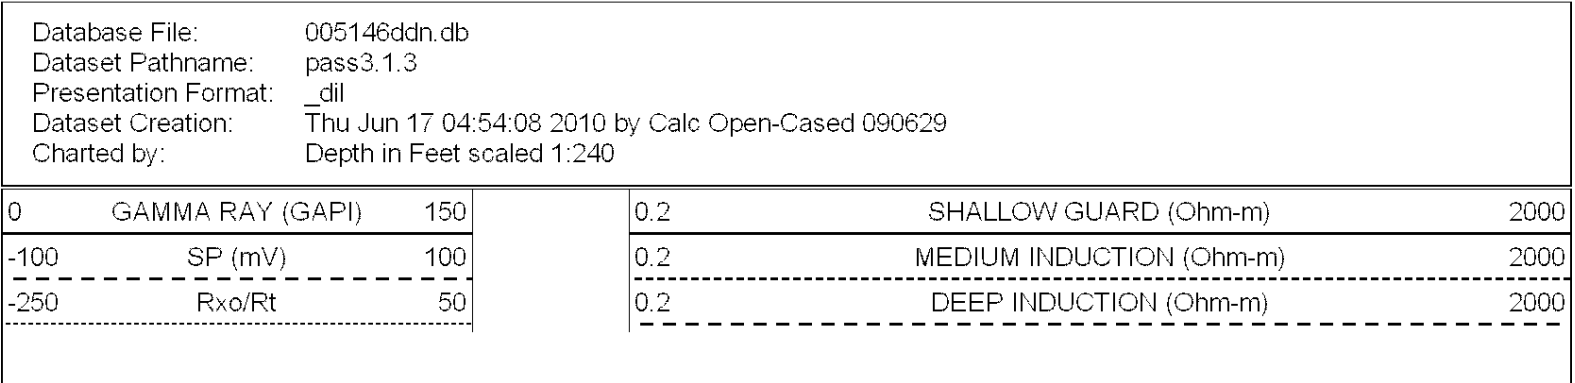 Database File: 005146ddn.db
Dataset Pathname: pass3.1.3
Presentation Format: _dil
Dataset Creation: Thu Jun 17 04:54:08 2010 by Calc Open-Cased 090629
Charted by: Depth in Feet scaled 1:240
0 GAMMA RAY (GAPI) 150 0.2 SHALLOW GUARD (Ohm-m) 2000
-100 SP (mV) 100 0.2 MEDIUM INDUCTION (Ohm-m) 2000
-250 Rxo/Rt 50 0.2 DEEP INDUCTION (Ohm-m) 2000